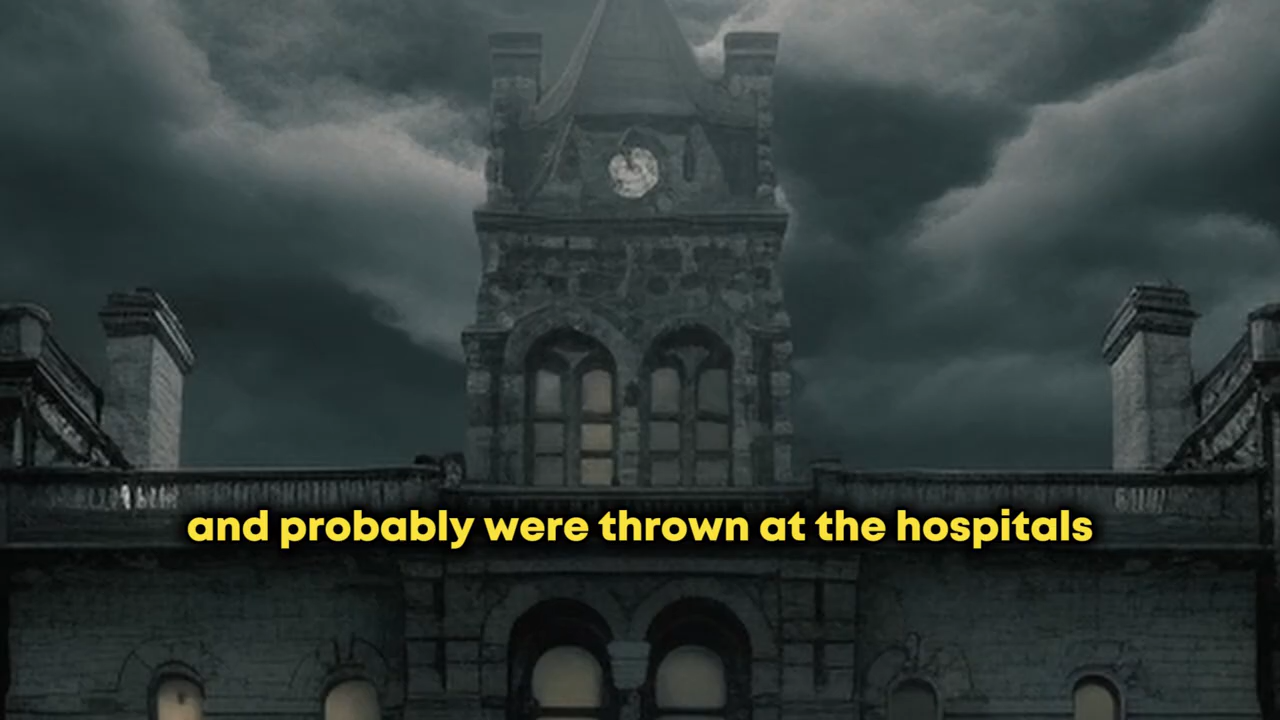 and probably were thrown at the hospitals